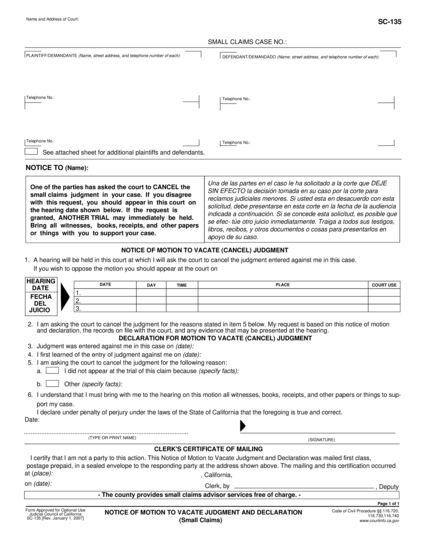 Name and Address of Court:
SC-135
SMALL CLAIMS CASE NO.:
PLAINTIFF/DEMANDANTE (Name, street address, and telephone number of each):
DEFENDANT/DEMANDADO (Name, street address, and telephone number of each):
Telephone No.:
Telephone No.:
Telephone No.:
Telephone No.:
See attached sheet for additional plaintiffs and defendants.
NOTICE TO (Name):
One of the parties has asked the court to CANCEL the
small claims judgment in your case. If you disagree
with this request, you should appear in this court on
the hearing date shown below. If the request is
granted, ANOTHER TRIAL may immediately be held.
Bring all witnesses, books, receipts, and other papers
or things with you to support your case.
Una de las partes en el caso le ha solicitado a la corte que DEJE
SIN EFECTO la decisión tomada en su caso por la corte para
reclamos judiciales menores. Si usted esta en desacuerdo con esta
solicitud, debe presentarse en esta corte en la fecha de la audiencia
indicada a continuación. Si se concede esta solicitud, es posible que
se efec- túe otro juicio inmediatamente. Traiga a todos sus testigos,
libros, recibos, y otros documentos o cosas para presentarlos en
apoyo de su caso.
NOTICE OF MOTION TO VACATE (CANCEL) JUDGMENT
1. A hearing will be held in this court at which I will ask the court to cancel the judgment entered against me in this case.
If you wish to oppose the motion you should appear at the court on
HEARING
DATE
FECHA
DEL
JUICIO
DATE DAY TIME PLACE COURT USE
1.
2.
3.
2. I am asking the court to cancel the judgment for the reasons stated in item 5 below. My request is based on this notice of motion
and declaration, the records on file with the court, and any evidence that may be presented at the hearing.
DECLARATION FOR MOTION TO VACATE (CANCEL) JUDGMENT
3. Judgment was entered against me in this case on (date):
4. I first learned of the entry of judgment against me on (date):
5. I am asking the court to cancel the judgment for the following reason:
a. I did not appear at the trial of this claim because (specify facts):
b. Other (specify facts):
6. I understand that I must bring with me to the hearing on this motion all witnesses, books, receipts, and other papers or things to sup-
port my case.
I declare under penalty of perjury under the laws of the State of California that the foregoing is true and correct.
Date:
(TYPE OR PRINT NAME)
(SIGNATURE)
CLERK'S CERTIFICATE OF MAILING
I certify that I am not a party to this action. This Notice of Motion to Vacate Judgment and Declaration was mailed first class,
postage prepaid, in a sealed envelope to the responding party at the address shown above. The mailing and this certification occurred
at (place): , California,
on (date): Clerk, by , Deputy
- The county provides small claims advisor services free of charge. -
Page 1 of 1
Form Approved for Optional Use
Judicial Council of California
SC-135 [Rev. January 1, 2007]
NOTICE OF MOTION TO VACATE JUDGMENT AND DECLARATION
(Small Claims)
Code of Civil Procedure §§ 116.720,
116.730,116.740
www.courtinfo.ca.gov